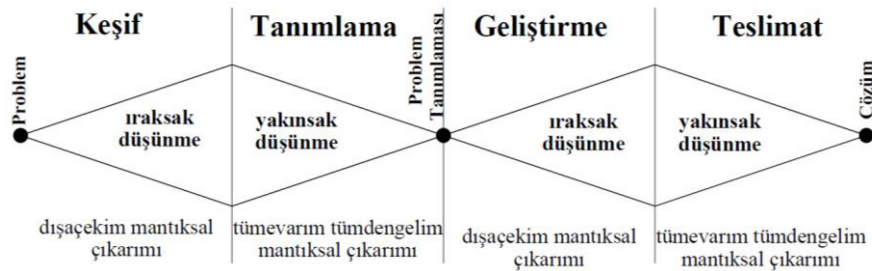 Keşif
Tanımlama
Geliştirme
Teslimat
Problem
Problem
Tanımlaması
Çözüm
ıraksak
düşünme
yakınsak
düşünme
ıraksak
düşünme
yakınsak
düşünme
dışaçekim mantıksal
çıkarımı
tümevarım tümdengelim
mantıksal çıkarımı
dışaçekim mantıksal
çıkarımı
tümevarım tümdengelim
mantıksal çıkarımı